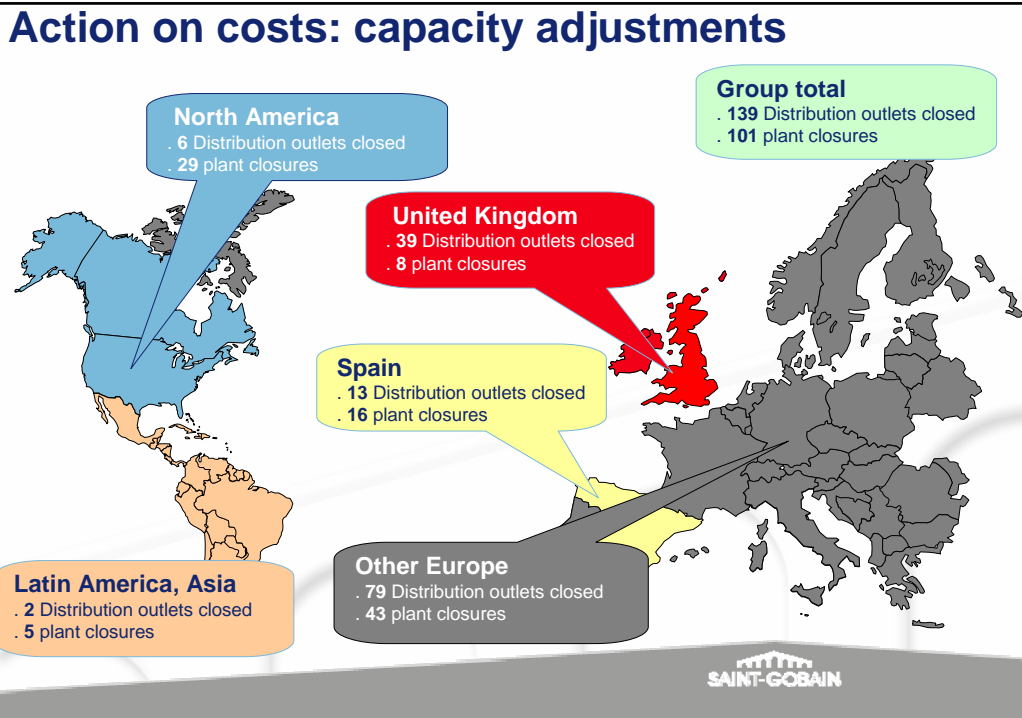 Action on costs: capacity adjustments
Group total
. 139 Distribution outlets closed
. 101 plant closures
North America
. 6 Distribution outlets closed
. 29 plant closures
United Kingdom
. 39 Distribution outlets closed
. 8 plant closures
Spain
. 13 Distribution outlets closed
. 16 plant closures
Other Europe
. 79 Distribution outlets closed
. 43 plant closures
Latin America, Asia
. 2 Distribution outlets closed
. 5 plant closures
SAINT-GOBAIN